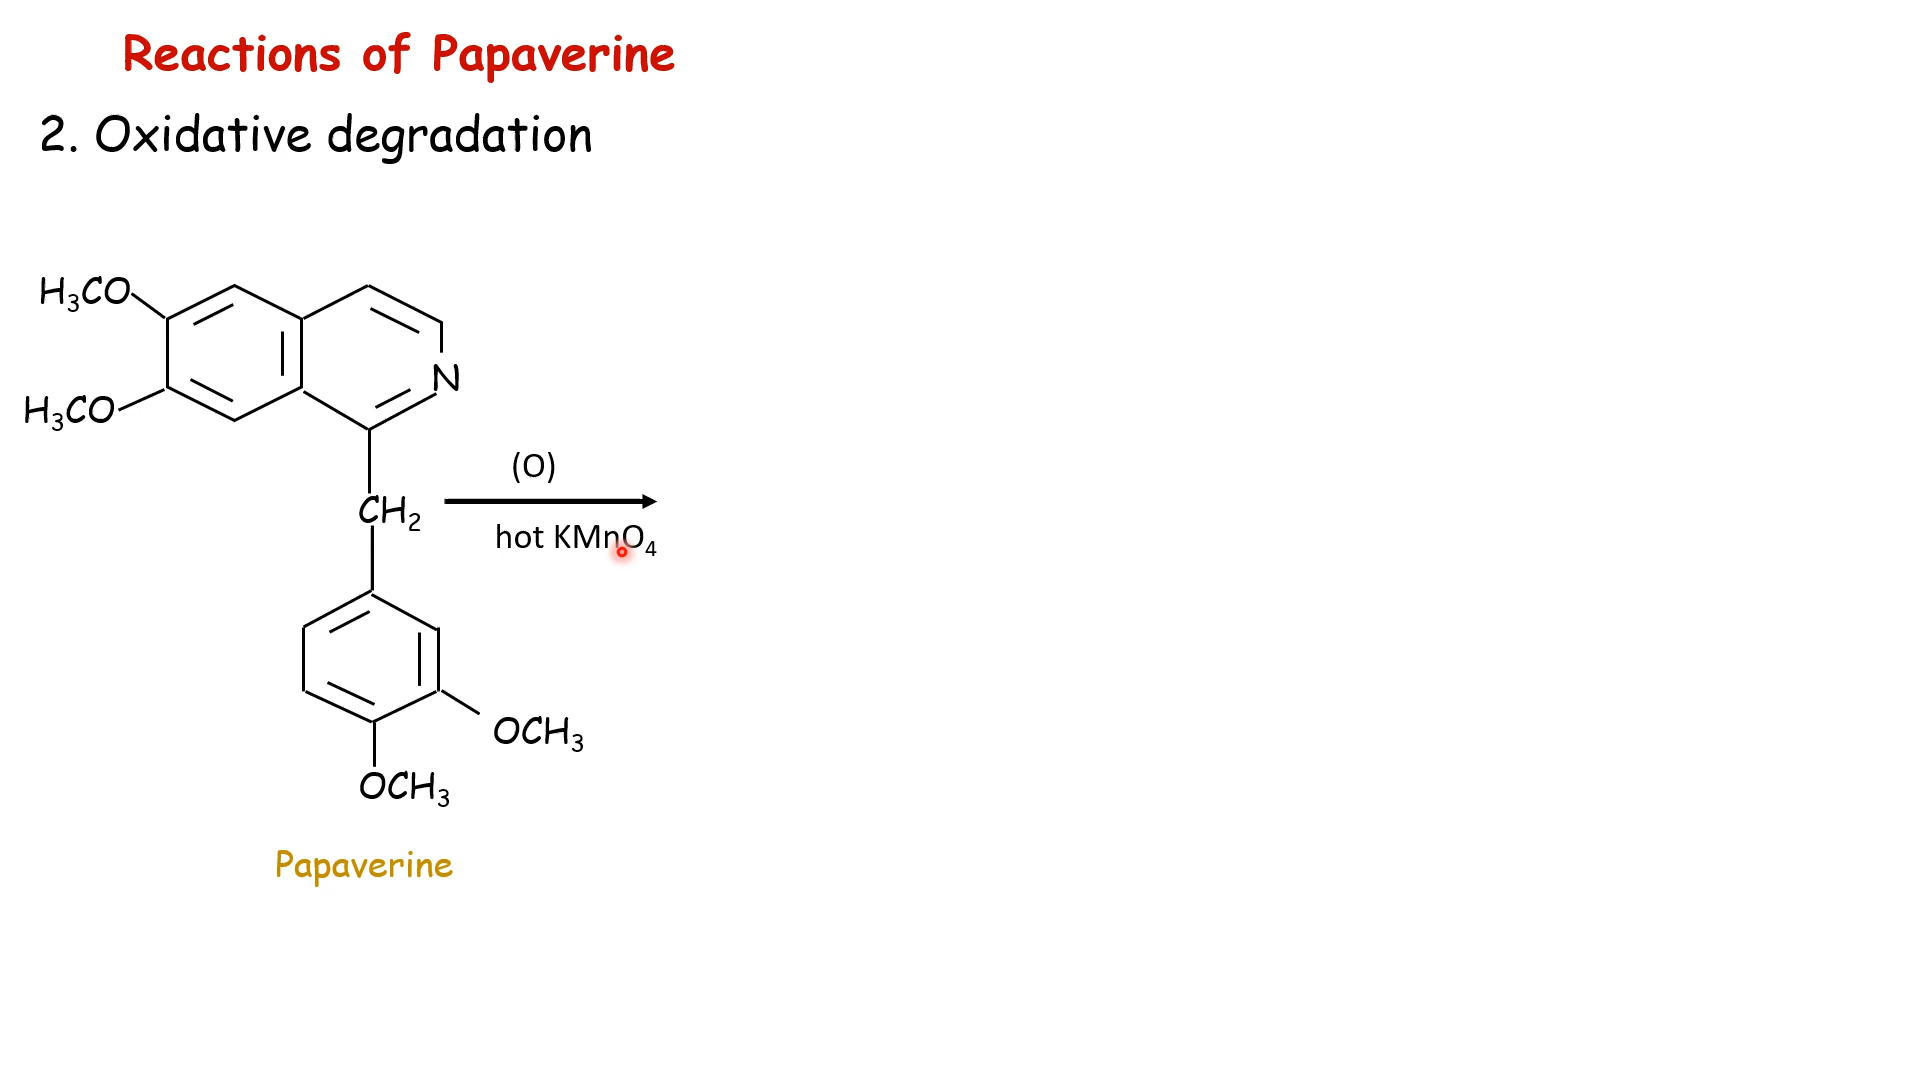 Reactions of Papaverine
2. Oxidative degradation
H₃CO
N
H₃CO
(O)
CH₂
hot KMnO₄
OCH₃
OCH₃
Papaverine